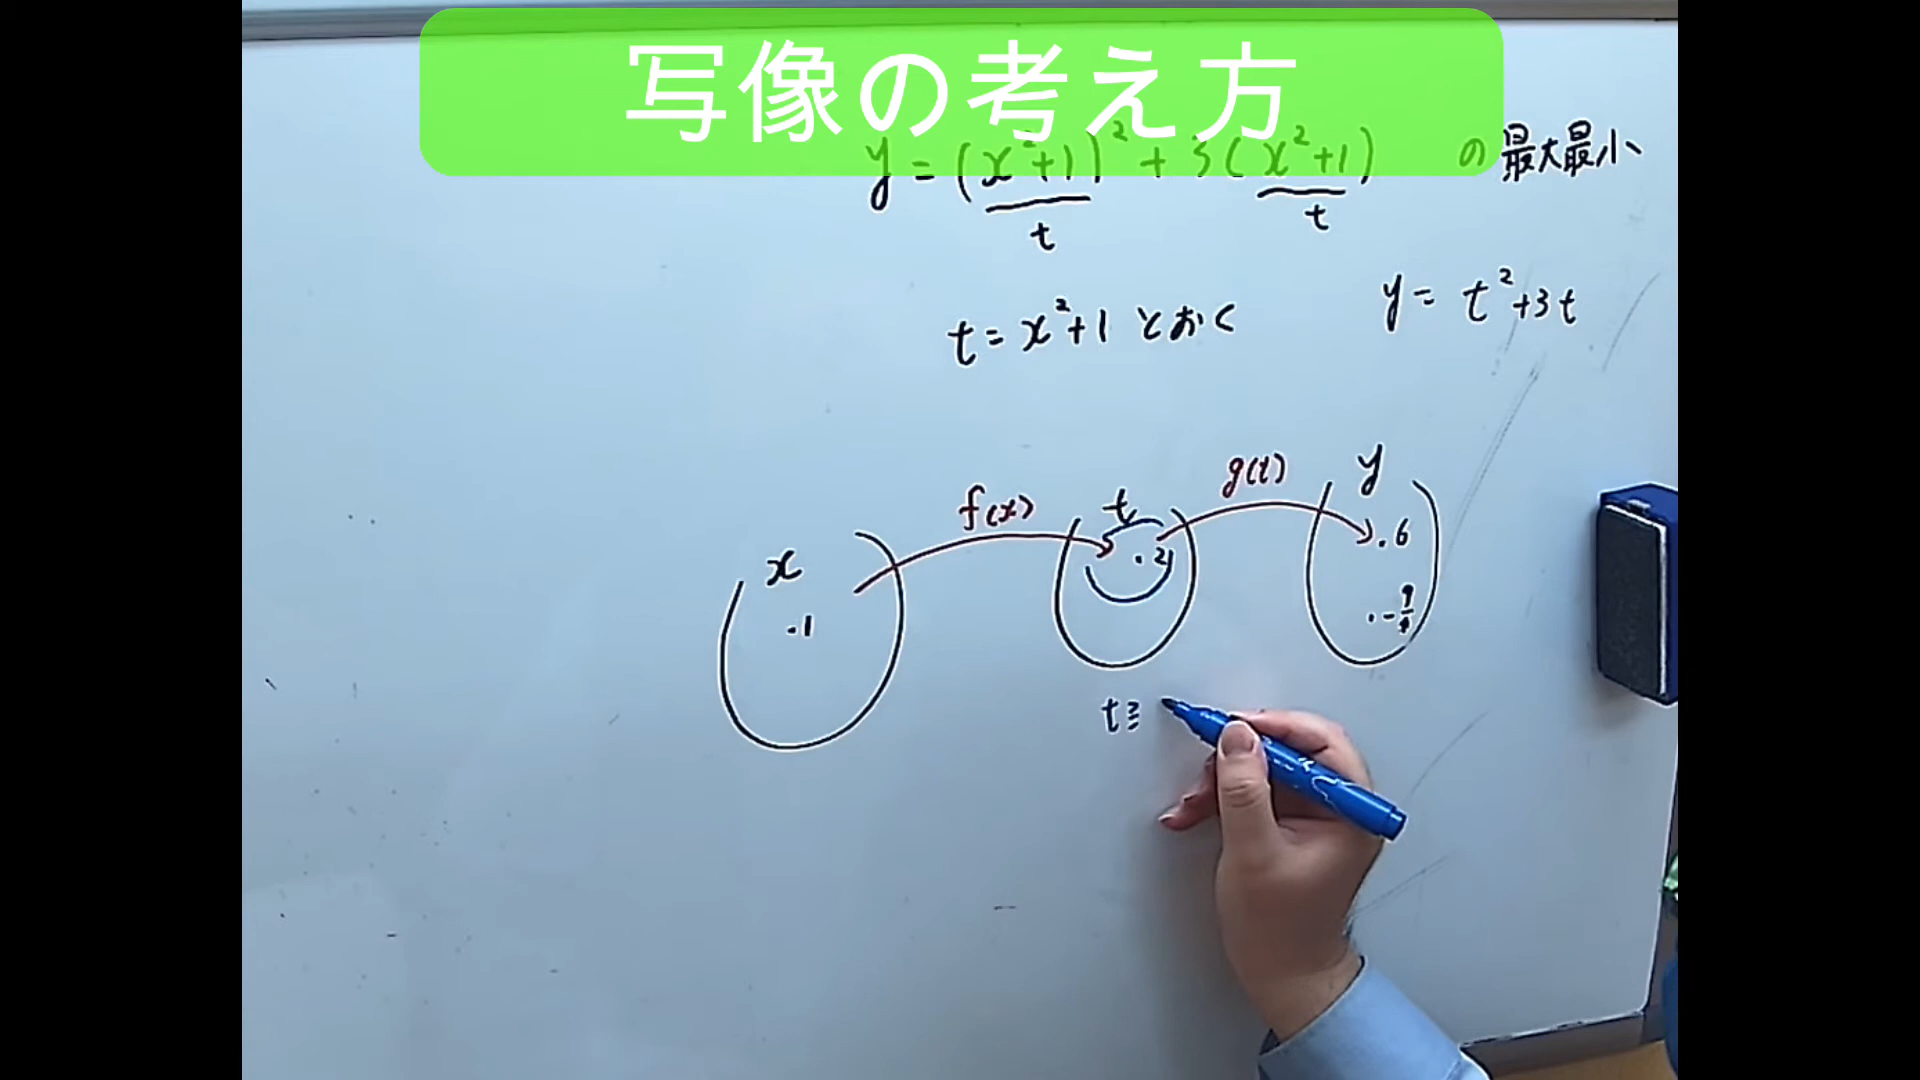 写像の考え方
y = (x²+1)² + 3(x²+1) の最大最小
t t
t = x²+1 とおく
y = t²+3t
f(x) g(t)
x t y
.1 .2 .6
.-9/4
t≧